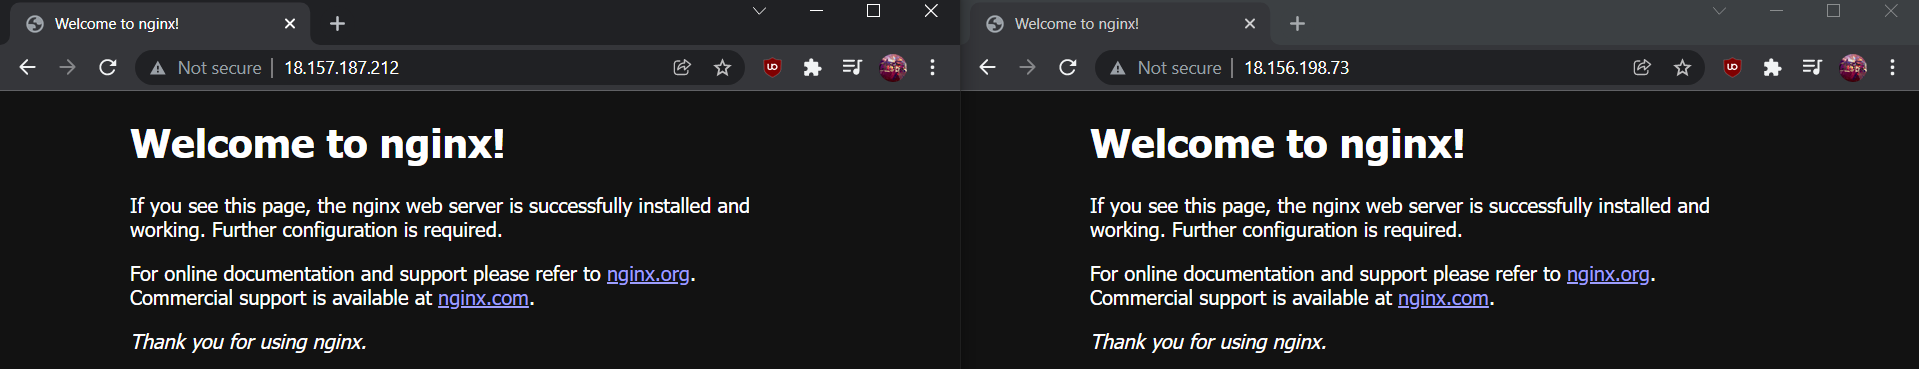 Welcome to nginx!
Not secure | 18.157.187.212
Welcome to nginx!
If you see this page, the nginx web server is successfully installed and
working. Further configuration is required.
For online documentation and support please refer to nginx.org.
Commercial support is available at nginx.com.
Thank you for using nginx.
Welcome to nginx!
Not secure | 18.156.198.73
Welcome to nginx!
If you see this page, the nginx web server is successfully installed and
working. Further configuration is required.
For online documentation and support please refer to nginx.org.
Commercial support is available at nginx.com.
Thank you for using nginx.